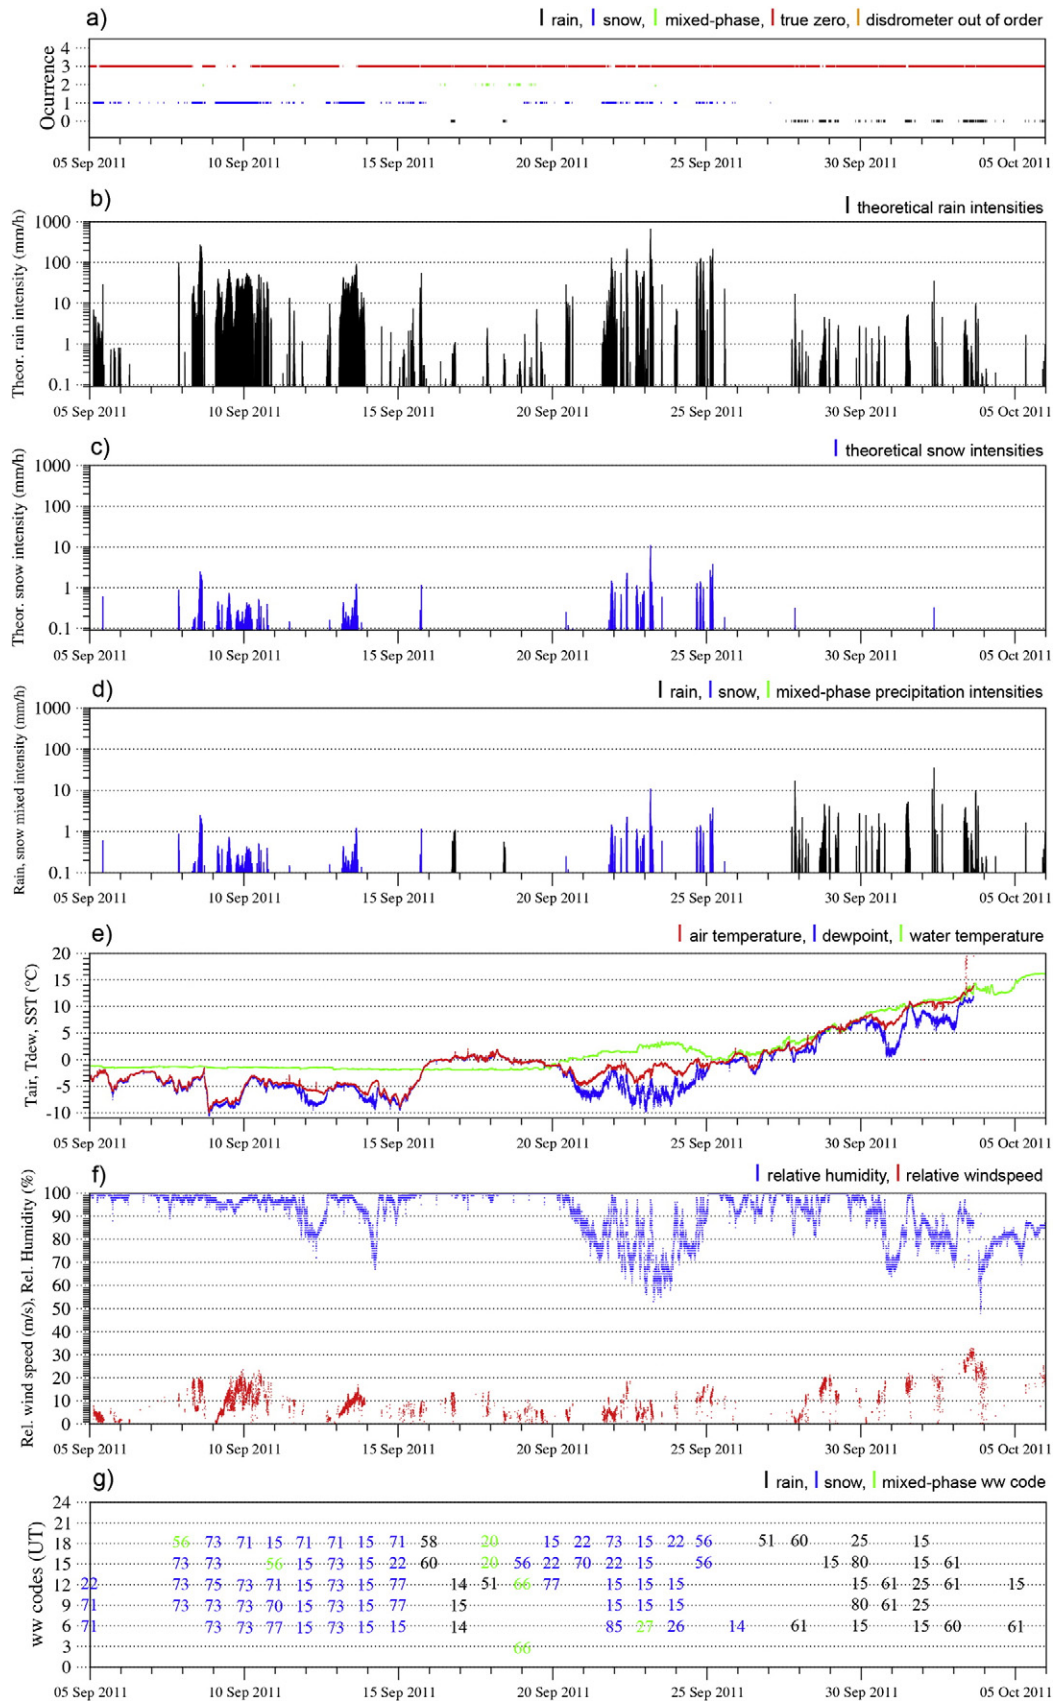 a)
rain, snow, mixed-phase, true zero, disdrometer out of order
Ocurrence
4
3
2
1
0
05 Sep 2011 10 Sep 2011 15 Sep 2011 20 Sep 2011 25 Sep 2011 30 Sep 2011 05 Oct 2011
b)
theoretical rain intensities
Theor. rain intensity (mm/h)
1000
100
10
1
0.1
05 Sep 2011 10 Sep 2011 15 Sep 2011 20 Sep 2011 25 Sep 2011 30 Sep 2011 05 Oct 2011
c)
theoretical snow intensities
Theor. snow intensity (mm/h)
1000
100
10
1
0.1
05 Sep 2011 10 Sep 2011 15 Sep 2011 20 Sep 2011 25 Sep 2011 30 Sep 2011 05 Oct 2011
d)
rain, snow, mixed-phase precipitation intensities
Rain, snow mixed intensity (mm/h)
1000
100
10
1
0.1
05 Sep 2011 10 Sep 2011 15 Sep 2011 20 Sep 2011 25 Sep 2011 30 Sep 2011 05 Oct 2011
e)
air temperature, dewpoint, water temperature
Tair, Tdew, SST (°C)
20
15
10
5
0
-5
-10
05 Sep 2011 10 Sep 2011 15 Sep 2011 20 Sep 2011 25 Sep 2011 30 Sep 2011 05 Oct 2011
f)
relative humidity, relative windspeed
Rel. wind speed (m/s), Rel. Humidity (%)
100
90
80
70
60
50
40
30
20
10
0
05 Sep 2011 10 Sep 2011 15 Sep 2011 20 Sep 2011 25 Sep 2011 30 Sep 2011 05 Oct 2011
g)
rain, snow, mixed-phase ww code
ww codes (UT)
24
21
18 56 73 71 15 71 71 15 71 58 20 15 22 73 15 22 56 51 60 25 15
15 73 73 56 15 73 15 22 60 20 56 22 70 22 15 56 15 80 15 61
12 22 73 75 73 71 15 73 15 77 14 51 66 77 15 15 15 15 61 25 61 15
9 71 73 73 73 70 15 73 15 77 15 15 15 15 80 61 25
6 71 73 73 77 15 73 15 15 14 85 27 26 14 61 15 15 60 61
3 66
0
05 Sep 2011 10 Sep 2011 15 Sep 2011 20 Sep 2011 25 Sep 2011 30 Sep 2011 05 Oct 2011